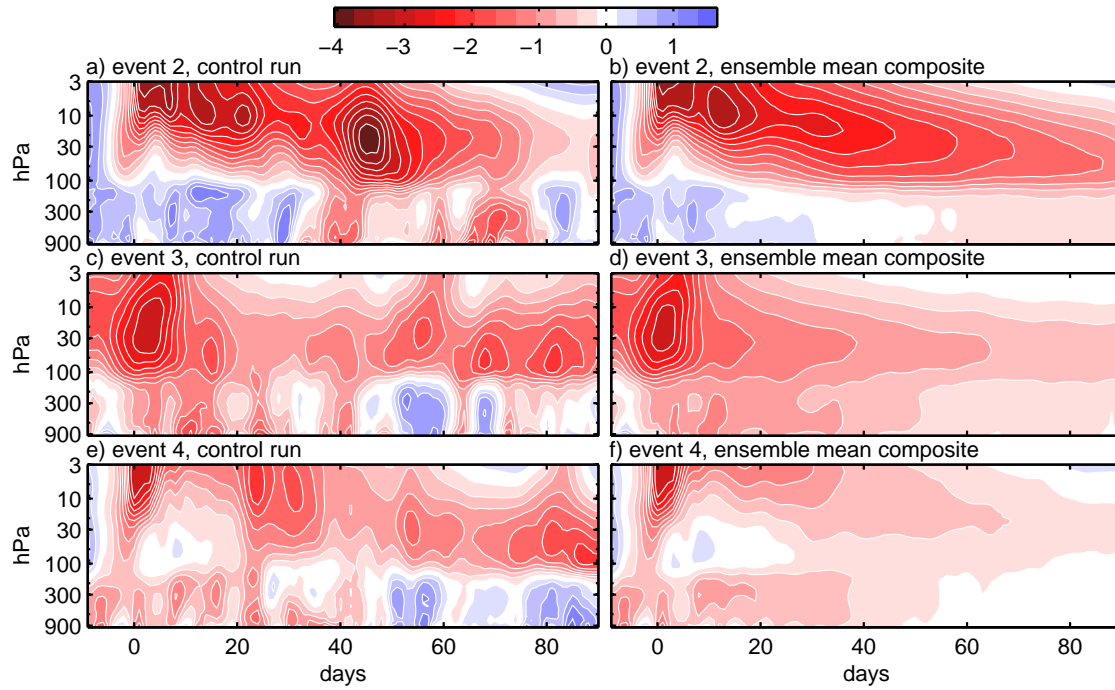 −4 −3 −2 −1 0 1
a) event 2, control run
b) event 2, ensemble mean composite
3
10
30
100
300
900
hPa
c) event 3, control run
d) event 3, ensemble mean composite
3
10
30
100
300
900
hPa
e) event 4, control run
f) event 4, ensemble mean composite
3
10
30
100
300
900
hPa
0 20 40 60 80
0 20 40 60 80
days
days